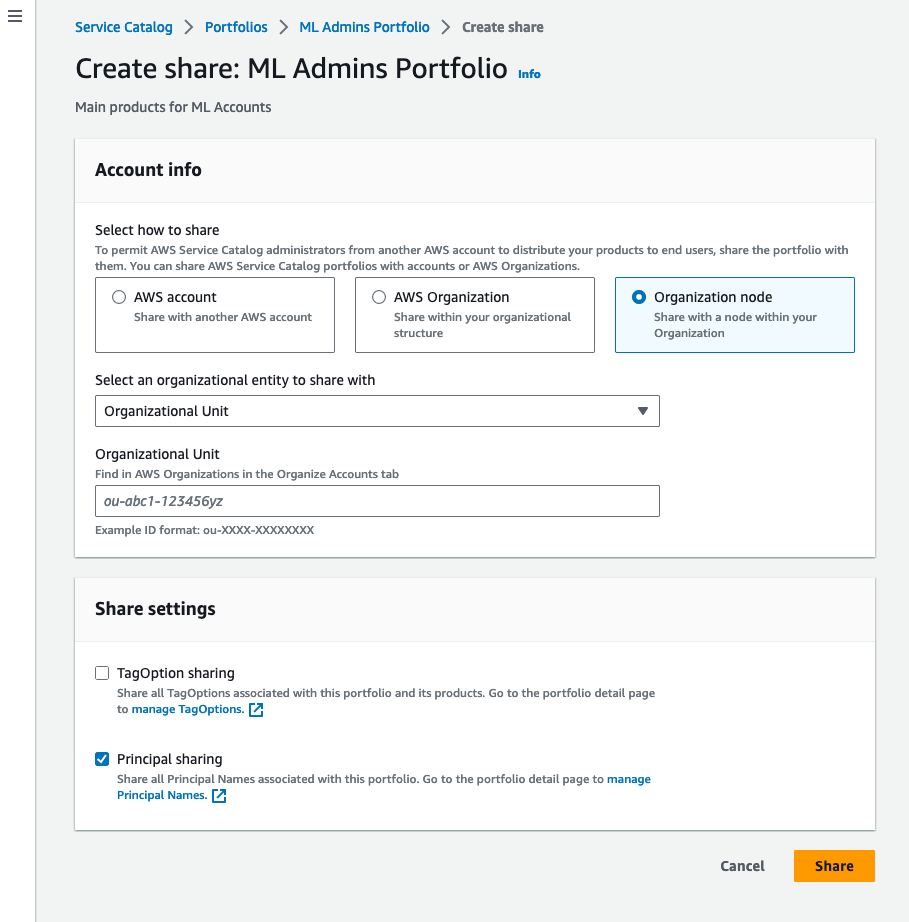 Service Catalog > Portfolios > ML Admins Portfolio > Create share
Create share: ML Admins Portfolio Info
Main products for ML Accounts
Account info
Select how to share
To permit AWS Service Catalog administrators from another AWS account to distribute your products to end users, share the portfolio with
them. You can share AWS Service Catalog portfolios with accounts or AWS Organizations.
AWS account
Share with another AWS account
AWS Organization
Share within your organizational
structure
Organization node
Share with a node within your
Organization
Select an organizational entity to share with
Organizational Unit
Organizational Unit
Find in AWS Organizations in the Organize Accounts tab
ou-abc1-123456yz
Example ID format: ou-XXXX-XXXXXXXX
Share settings
TagOption sharing
Share all TagOptions associated with this portfolio and its products. Go to the portfolio detail page
to manage TagOptions.
Principal sharing
Share all Principal Names associated with this portfolio. Go to the portfolio detail page to manage
Principal Names.
Cancel Share